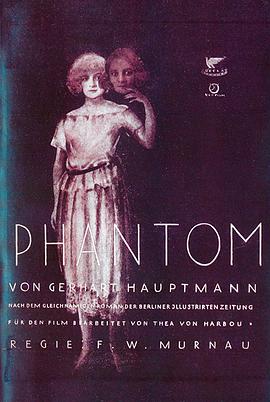 PHANTOM
VON GERHART HAUPTMANN
NACH DEM GLEICHNAMIGEN ROMAN DER BERLINER ILLUSTRIRTEN ZEITUNG
FÜR DEN FILM BEARBEITET VON THEA VON HARBOU
REGIE: F. W. MURNAU